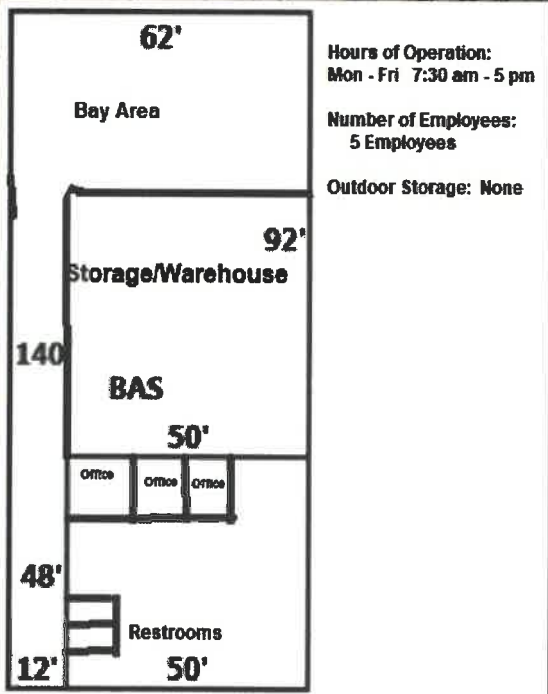 62'
Hours of Operation:
Mon - Fri 7:30 am - 5 pm
Bay Area
Number of Employees:
5 Employees
Outdoor Storage: None
92'
Storage/Warehouse
140
BAS
50'
Office
Office
Office
48'
Restrooms
12'
50'